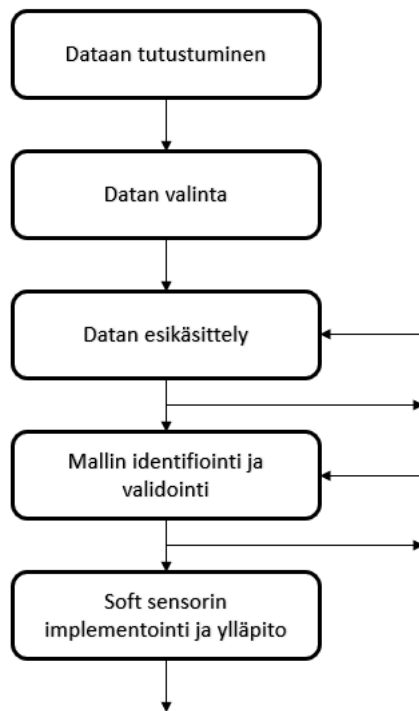 Dataan tutustuminen
Datan valinta
Datan esikäsittely
Mallin identifiointi ja
validointi
Soft sensorin
implementointi ja ylläpito